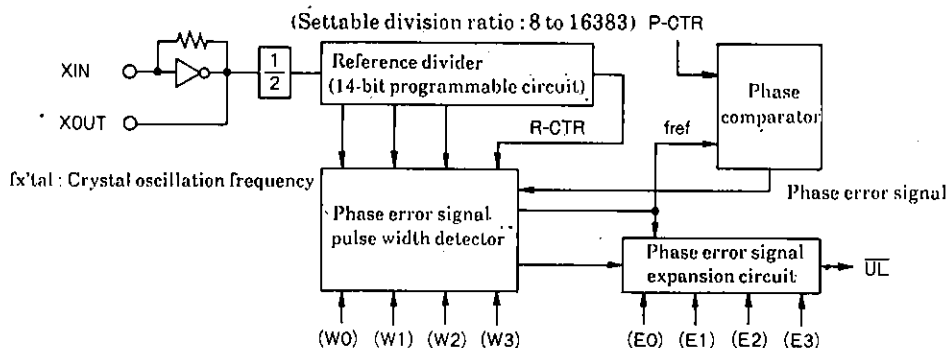 (Settable division ratio : 8 to 16383) P-CTR
XIN
1
2
Reference divider
(14-bit programmable circuit)
Phase
comparator
XOUT
R-CTR
fref
fx'tal : Crystal oscillation frequency
Phase error signal
Phase error signal
pulse width detector
Phase error signal
expansion circuit
UL
(W0) (W1) (W2) (W3)
(E0) (E1) (E2) (E3)